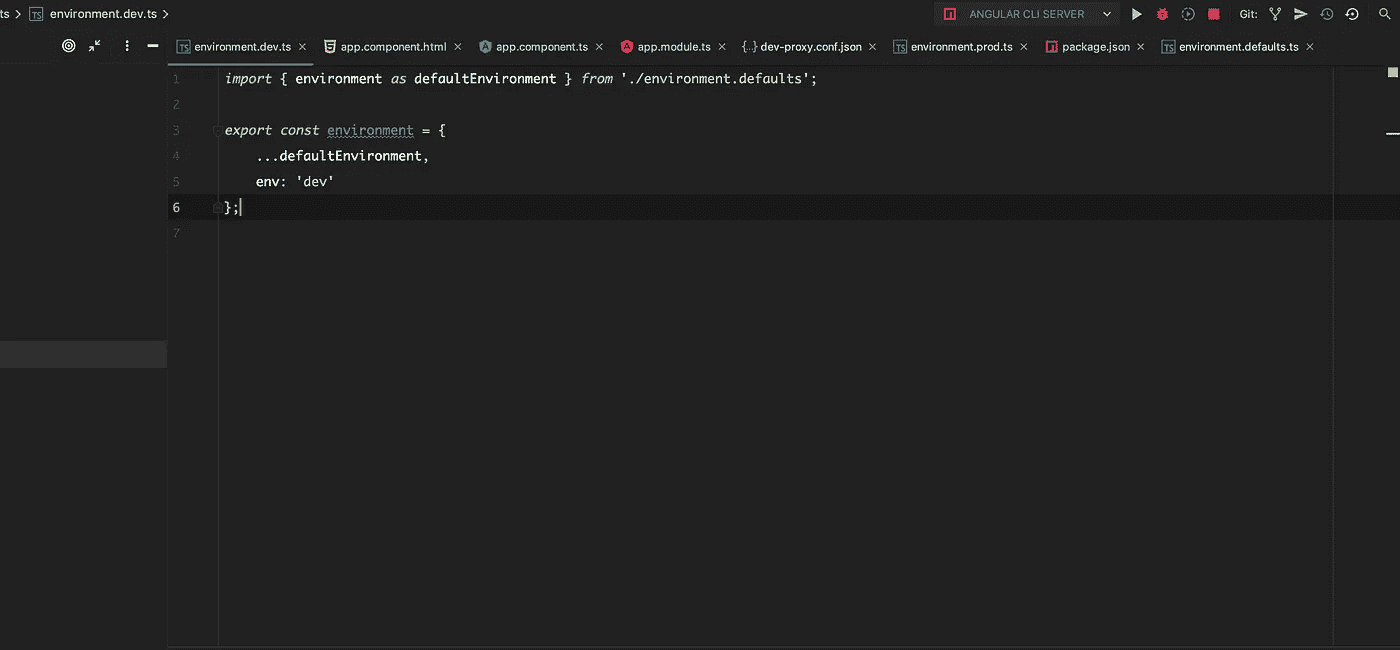 ts > TS environment.dev.ts >
ANGULAR CLI SERVER
Git:
TS environment.dev.ts ×
app.component.html ×
app.component.ts ×
app.module.ts ×
{..} dev-proxy.conf.json ×
TS environment.prod.ts ×
package.json ×
TS environment.defaults.ts ×
1 import { environment as defaultEnvironment } from './environment.defaults';
2
3 export const environment = {
4 ...defaultEnvironment,
5 env: 'dev'
6 };
7